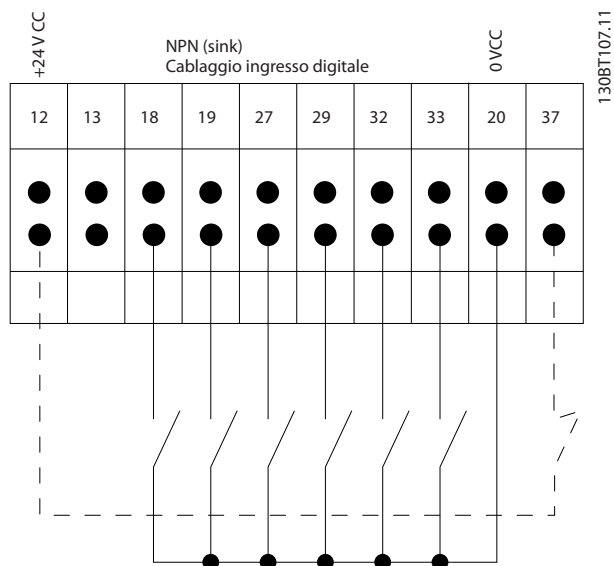 +24 V CC
NPN (sink)
Cablaggio ingresso digitale
0 VCC
130BT107.11
12 13 18 19 27 29 32 33 20 37